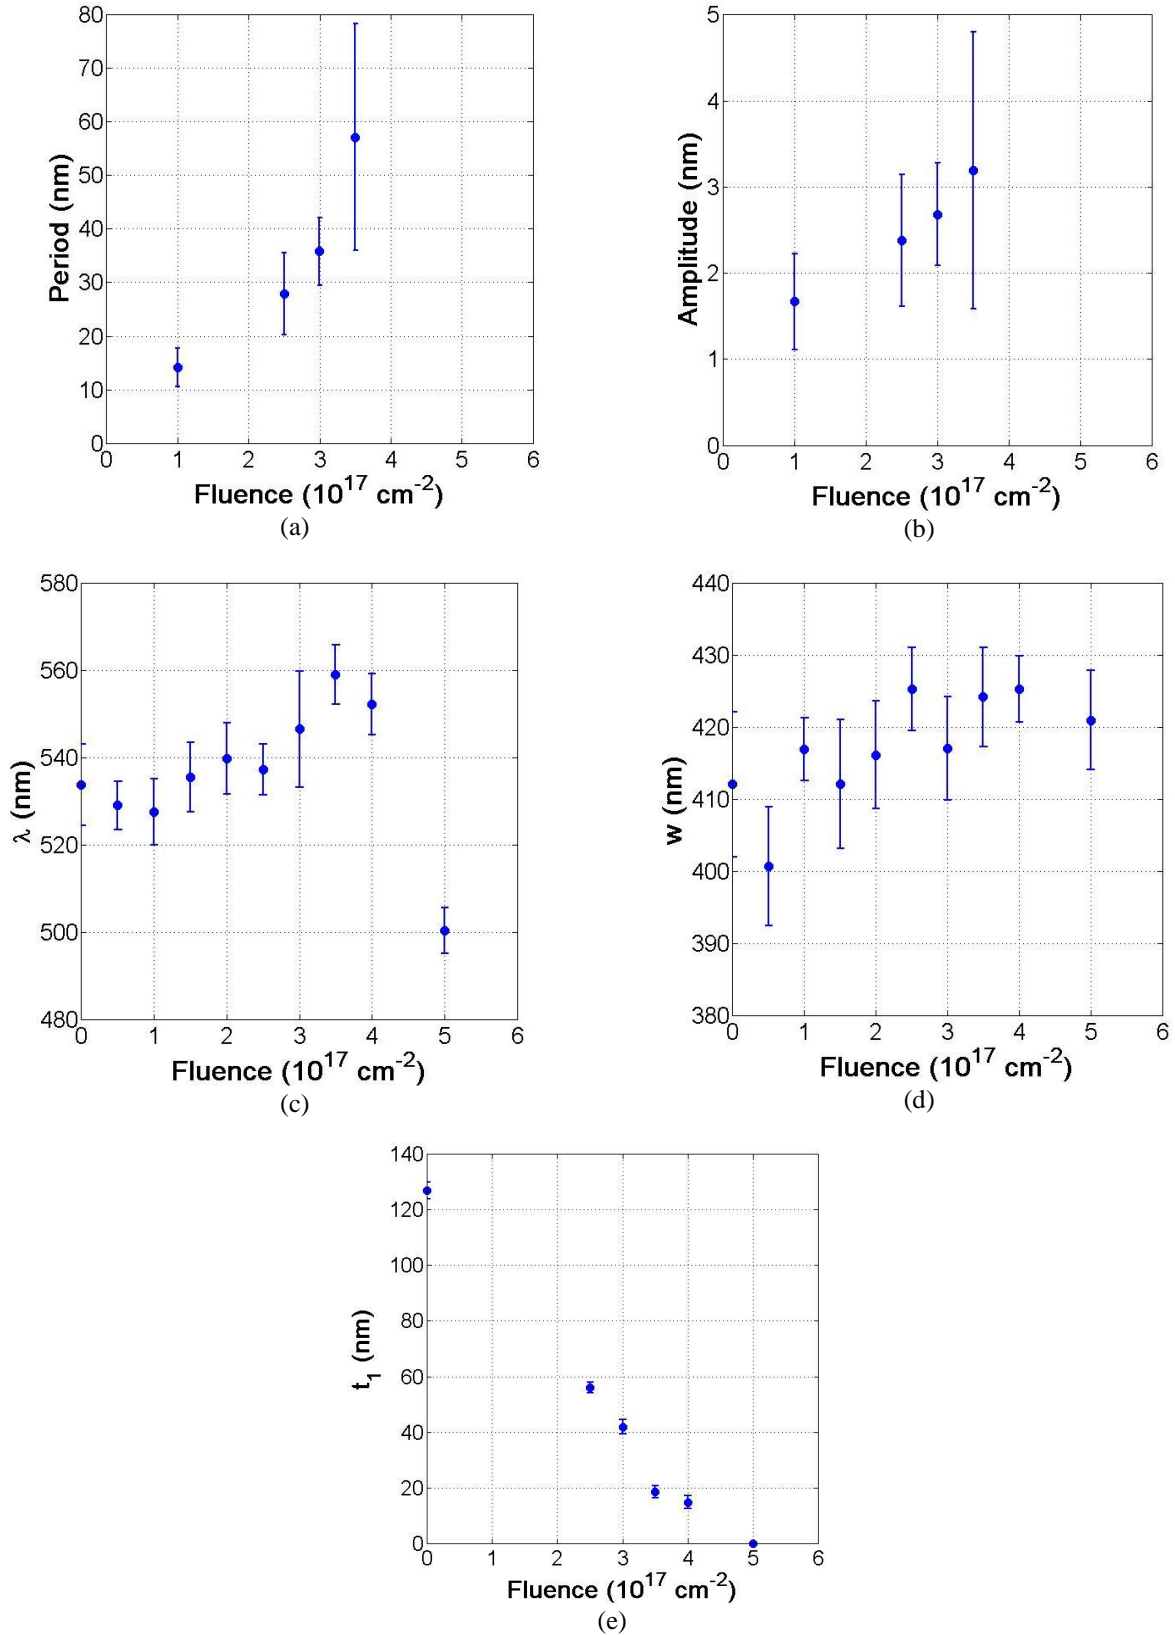 80
70
60
50
40
30
20
10
0
Period (nm)
0 1 2 3 4 5 6
Fluence (10^17 cm^-2)
(a)
5
4
3
2
1
0
Amplitude (nm)
0 1 2 3 4 5 6
Fluence (10^17 cm^-2)
(b)
580
560
540
520
500
480
λ (nm)
0 1 2 3 4 5 6
Fluence (10^17 cm^-2)
(c)
440
430
420
410
400
390
380
w (nm)
0 1 2 3 4 5 6
Fluence (10^17 cm^-2)
(d)
140
120
100
80
60
40
20
0
t_1 (nm)
0 1 2 3 4 5 6
Fluence (10^17 cm^-2)
(e)